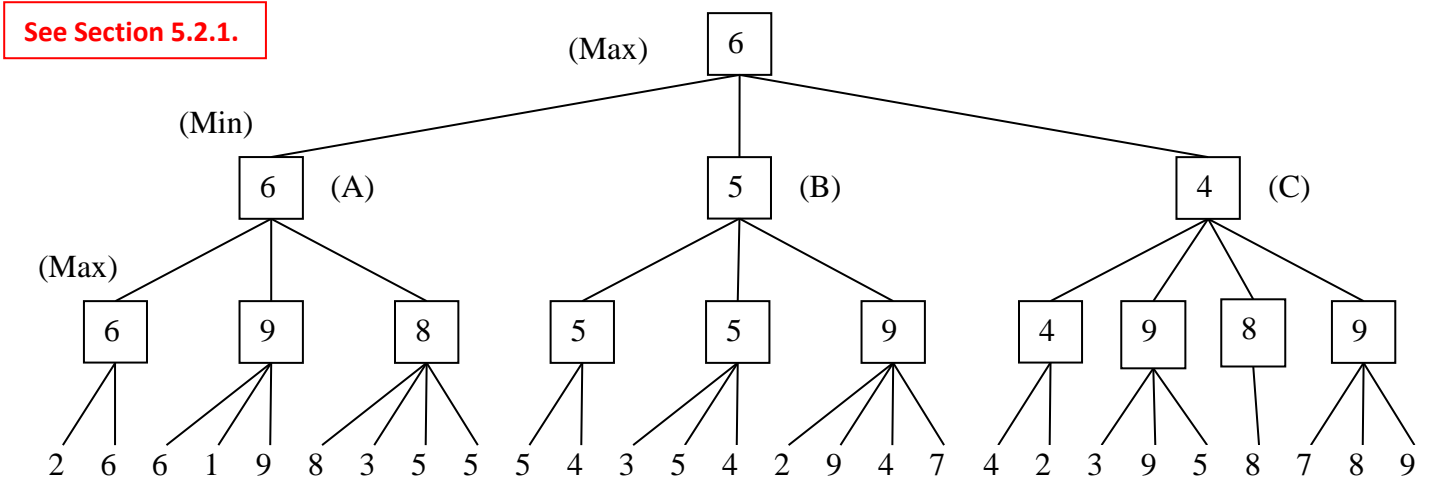 See Section 5.2.1.
(Max) 6
(Min)
6 (A) 5 (B) 4 (C)
(Max)
6 9 8 5 5 9 4 9 8 9
2 6 6 1 9 8 3 5 5 5 4 3 5 4 2 9 4 7 4 2 3 9 5 8 7 8 9